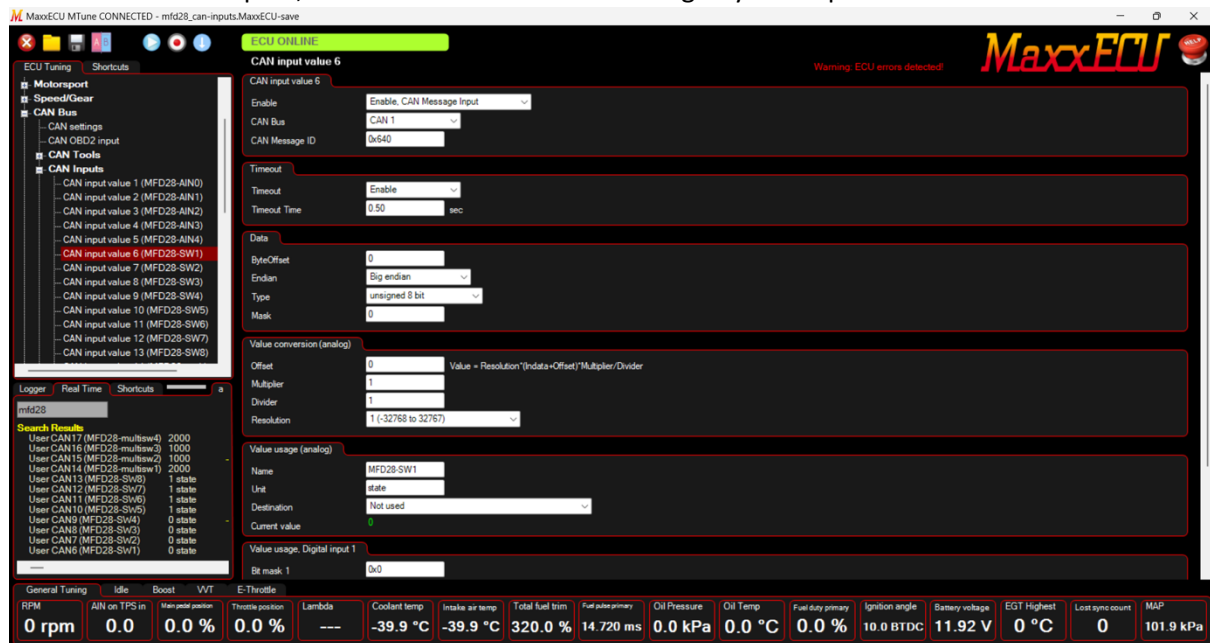 MaxxECU MTune CONNECTED - mfd28_can-inputs.MaxxECU-save
ECU ONLINE
CAN input value 6
Warning: ECU errors detected!
MaxxECU
HELP
ECU Tuning Shortcuts
Motorsport
Speed/Gear
CAN Bus
CAN settings
CAN OBD2 input
CAN Tools
CAN Inputs
CAN input value 1 (MFD28-AIN0)
CAN input value 2 (MFD28-AIN1)
CAN input value 3 (MFD28-AIN2)
CAN input value 4 (MFD28-AIN3)
CAN input value 5 (MFD28-AIN4)
CAN input value 6 (MFD28-SW1)
CAN input value 7 (MFD28-SW2)
CAN input value 8 (MFD28-SW3)
CAN input value 9 (MFD28-SW4)
CAN input value 10 (MFD28-SW5)
CAN input value 11 (MFD28-SW6)
CAN input value 12 (MFD28-SW7)
CAN input value 13 (MFD28-SW8)
Logger Real Time Shortcuts a
mfd28
Search Results
User CAN17 (MFD28-multisw4) 2000
User CAN16 (MFD28-multisw3) 1000
User CAN15 (MFD28-multisw2) 1000
User CAN14 (MFD28-multisw1) 2000
User CAN13 (MFD28-SW8) 1 state
User CAN12 (MFD28-SW7) 1 state
User CAN11 (MFD28-SW6) 1 state
User CAN10 (MFD28-SW5) 1 state
User CAN9 (MFD28-SW4) 0 state
User CAN8 (MFD28-SW3) 0 state
User CAN7 (MFD28-SW2) 0 state
User CAN6 (MFD28-SW1) 0 state
CAN input value 6
Enable Enable, CAN Message Input
CAN Bus CAN 1
CAN Message ID 0x640
Timeout
Timeout Enable
Timeout Time 0.50 sec
Data
ByteOffset 0
Endian Big endian
Type unsigned 8 bit
Mask 0
Value conversion (analog)
Offset 0 Value = Resolution*(Indata+Offset)*Multiplier/Divider
Multiplier 1
Divider 1
Resolution 1 (-32768 to 32767)
Value usage (analog)
Name MFD28-SW1
Unit state
Destination Not used
Current value 0
Value usage, Digital input 1
Bit mask 1 0x0
General Tuning Idle Boost VVT E-Throttle
RPM AIN on TPS in Main pedal position Throttle position Lambda Coolant temp Intake air temp Total fuel trim Fuel pulse primary Oil Pressure Oil Temp Fuel duty primary Ignition angle Battery voltage EGT Highest Lost sync count MAP
0 rpm 0.0 0.0 % 0.0 % --- -39.9 °C -39.9 °C 320.0 % 14.720 ms 0.0 kPa 0.0 °C 0.0 % 10.0 BTDC 11.92 V 0 °C 0 101.9 kPa